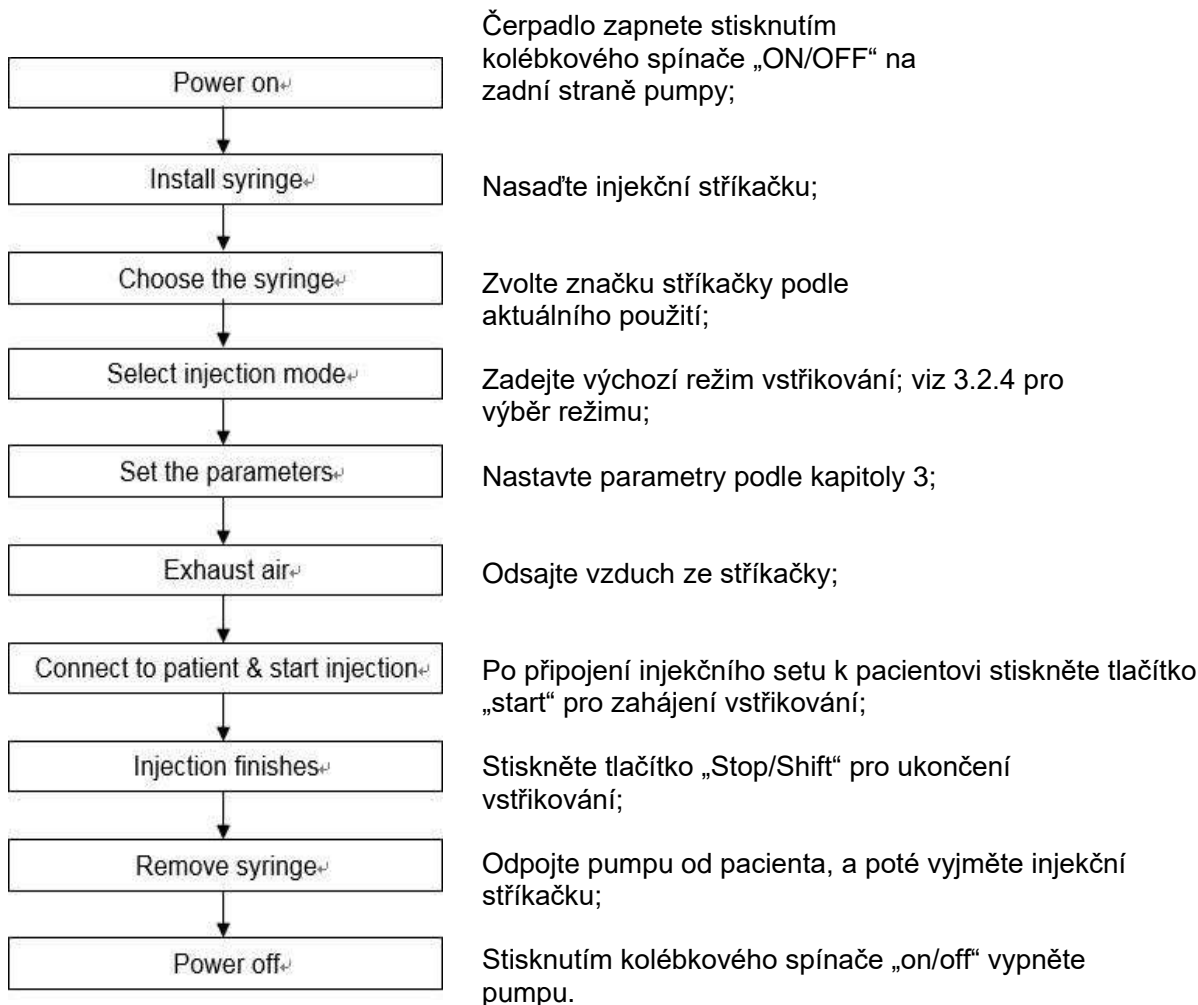 Čerpadlo zapnete stisknutím
kolébkového spínače „ON/OFF“ na
zadní straně pumpy;
Power on↵
Install syringe↵
Nasaďte injekční stříkačku;
Choose the syringe↵
Zvolte značku stříkačky podle
aktuálního použití;
Select injection mode↵
Zadejte výchozí režim vstřikování; viz 3.2.4 pro
výběr režimu;
Set the parameters↵
Nastavte parametry podle kapitoly 3;
Exhaust air↵
Odsajte vzduch ze stříkačky;
Connect to patient & start injection↵
Po připojení injekčního setu k pacientovi stiskněte tlačítko
„start“ pro zahájení vstřikování;
Injection finishes↵
Stiskněte tlačítko „Stop/Shift“ pro ukončení
vstřikování;
Remove syringe↵
Odpojte pumpu od pacienta, a poté vyjměte injekční
stříkačku;
Power off↵
Stisknutím kolébkového spínače „on/off“ vypněte
pumpu.